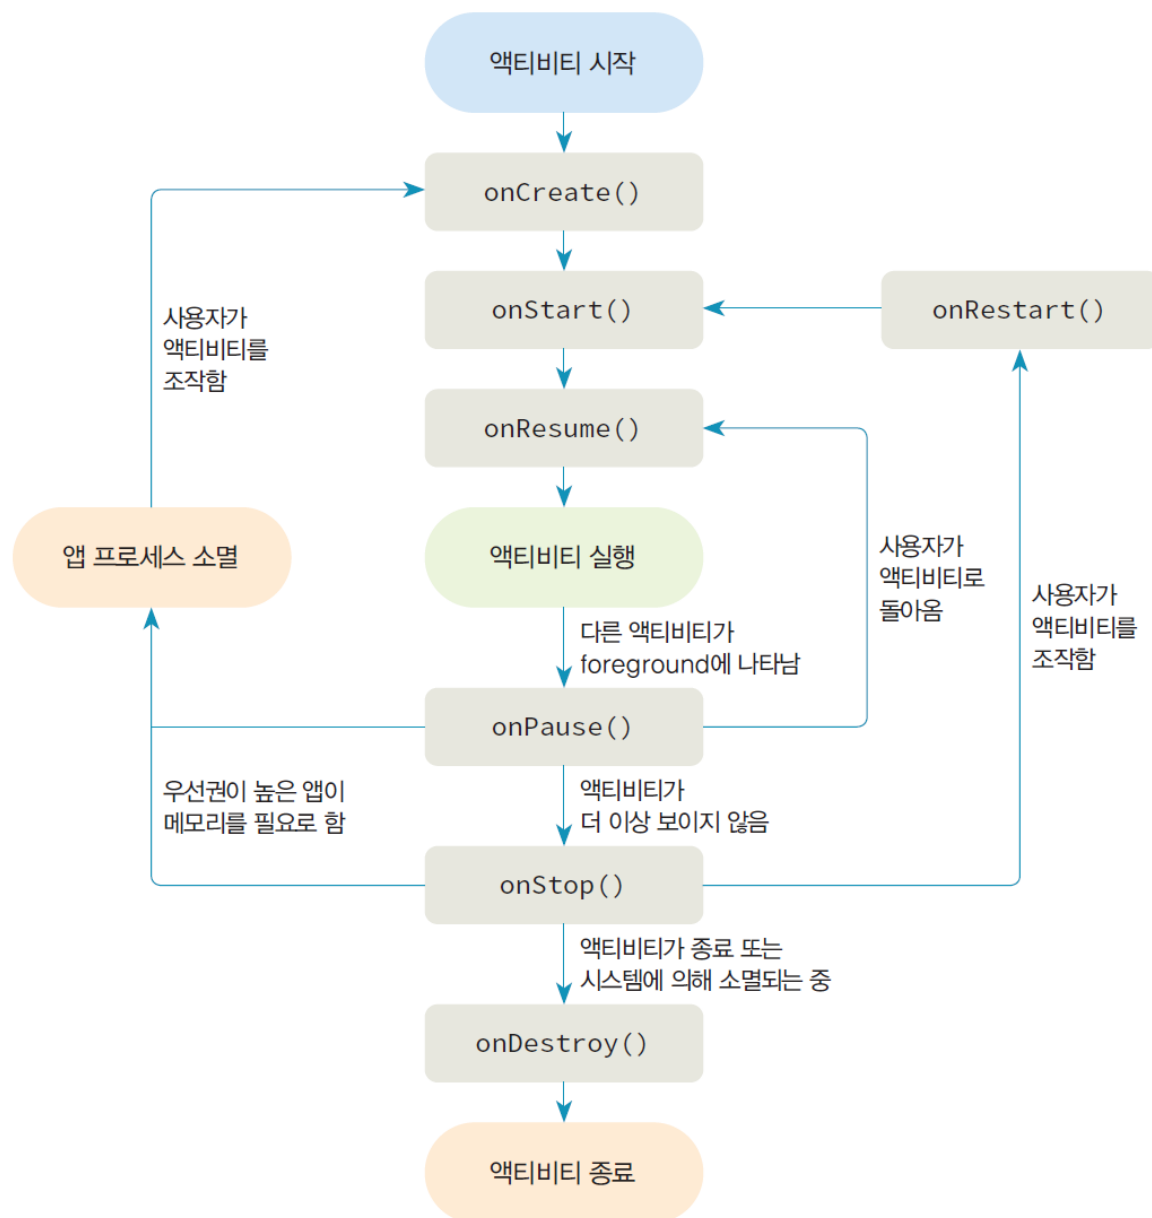 액티비티 시작
onCreate()
onStart()
onRestart()
사용자가
액티비티를
조작함
onResume()
앱 프로세스 소멸
액티비티 실행
사용자가
액티비티로
돌아옴
사용자가
액티비티를
조작함
다른 액티비티가
foreground에 나타남
onPause()
우선권이 높은 앱이
메모리를 필요로 함
액티비티가
더 이상 보이지 않음
onStop()
액티비티가 종료 또는
시스템에 의해 소멸되는 중
onDestroy()
액티비티 종료